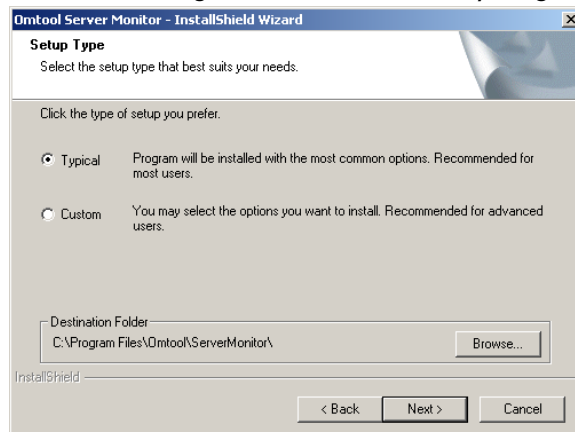 Omtool Server Monitor - InstallShield Wizard
Setup Type
Select the setup type that best suits your needs.
Click the type of setup you prefer.
Typical
Program will be installed with the most common options. Recommended for
most users.
Custom
You may select the options you want to install. Recommended for advanced
users.
Destination Folder
C:\Program Files\Omtool\ServerMonitor\
Browse...
InstallShield
< Back
Next >
Cancel